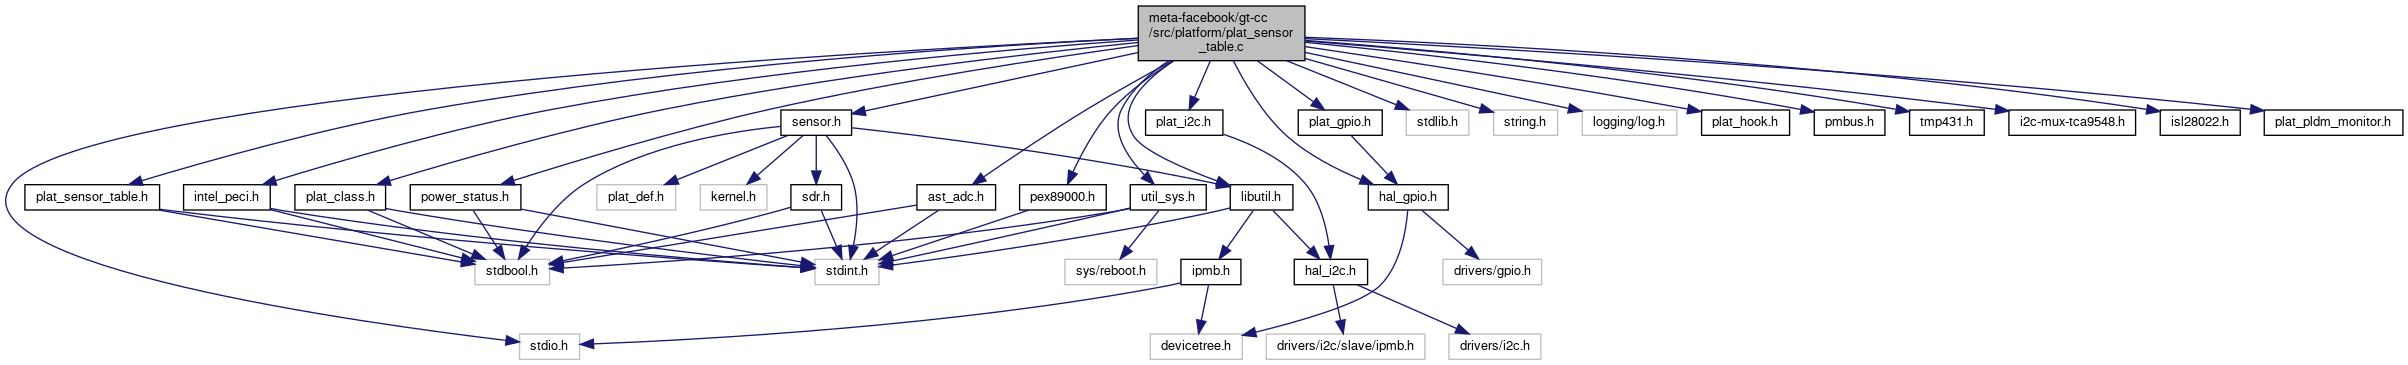 meta-facebook/gt-cc
/src/platform/plat_sensor
_table.c
sensor.h
plat_i2c.h
plat_gpio.h
stdlib.h
string.h
logging/log.h
plat_hook.h
pmbus.h
tmp431.h
i2c-mux-tca9548.h
isl28022.h
plat_pldm_monitor.h
plat_sensor_table.h
intel_peci.h
plat_class.h
power_status.h
plat_def.h
kernel.h
sdr.h
ast_adc.h
pex89000.h
util_sys.h
libutil.h
hal_gpio.h
stdbool.h
stdint.h
sys/reboot.h
ipmb.h
hal_i2c.h
drivers/gpio.h
stdio.h
devicetree.h
drivers/i2c/slave/ipmb.h
drivers/i2c.h